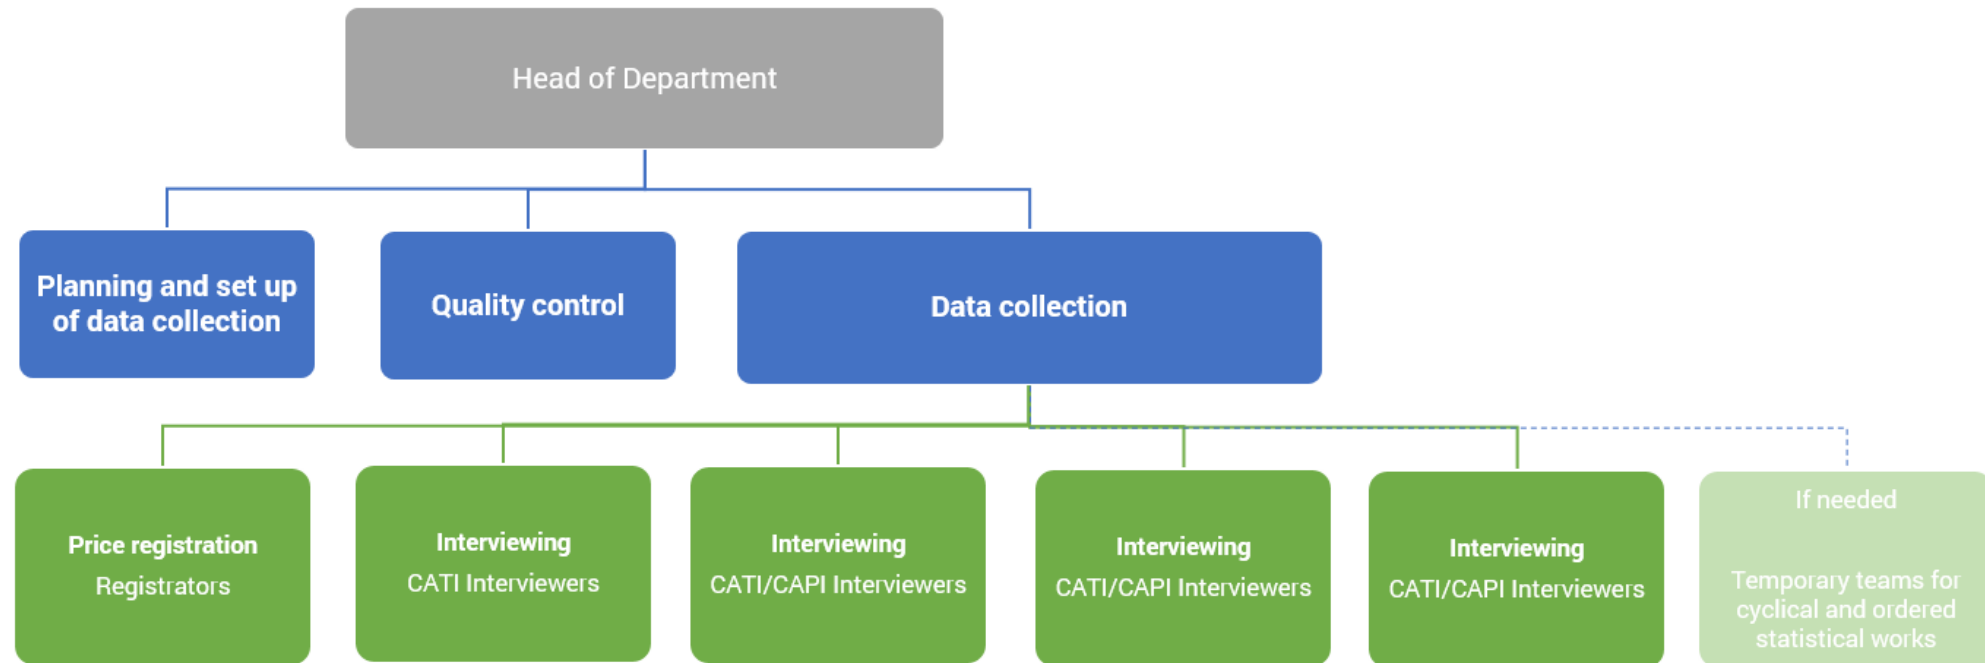 Head of Department
Planning and set up
of data collection
Quality control
Data collection
Price registration
Registrators
Interviewing
CATI Interviewers
Interviewing
CATI/CAPI Interviewers
Interviewing
CATI/CAPI Interviewers
Interviewing
CATI/CAPI Interviewers
If needed
Temporary teams for
cyclical and ordered
statistical works